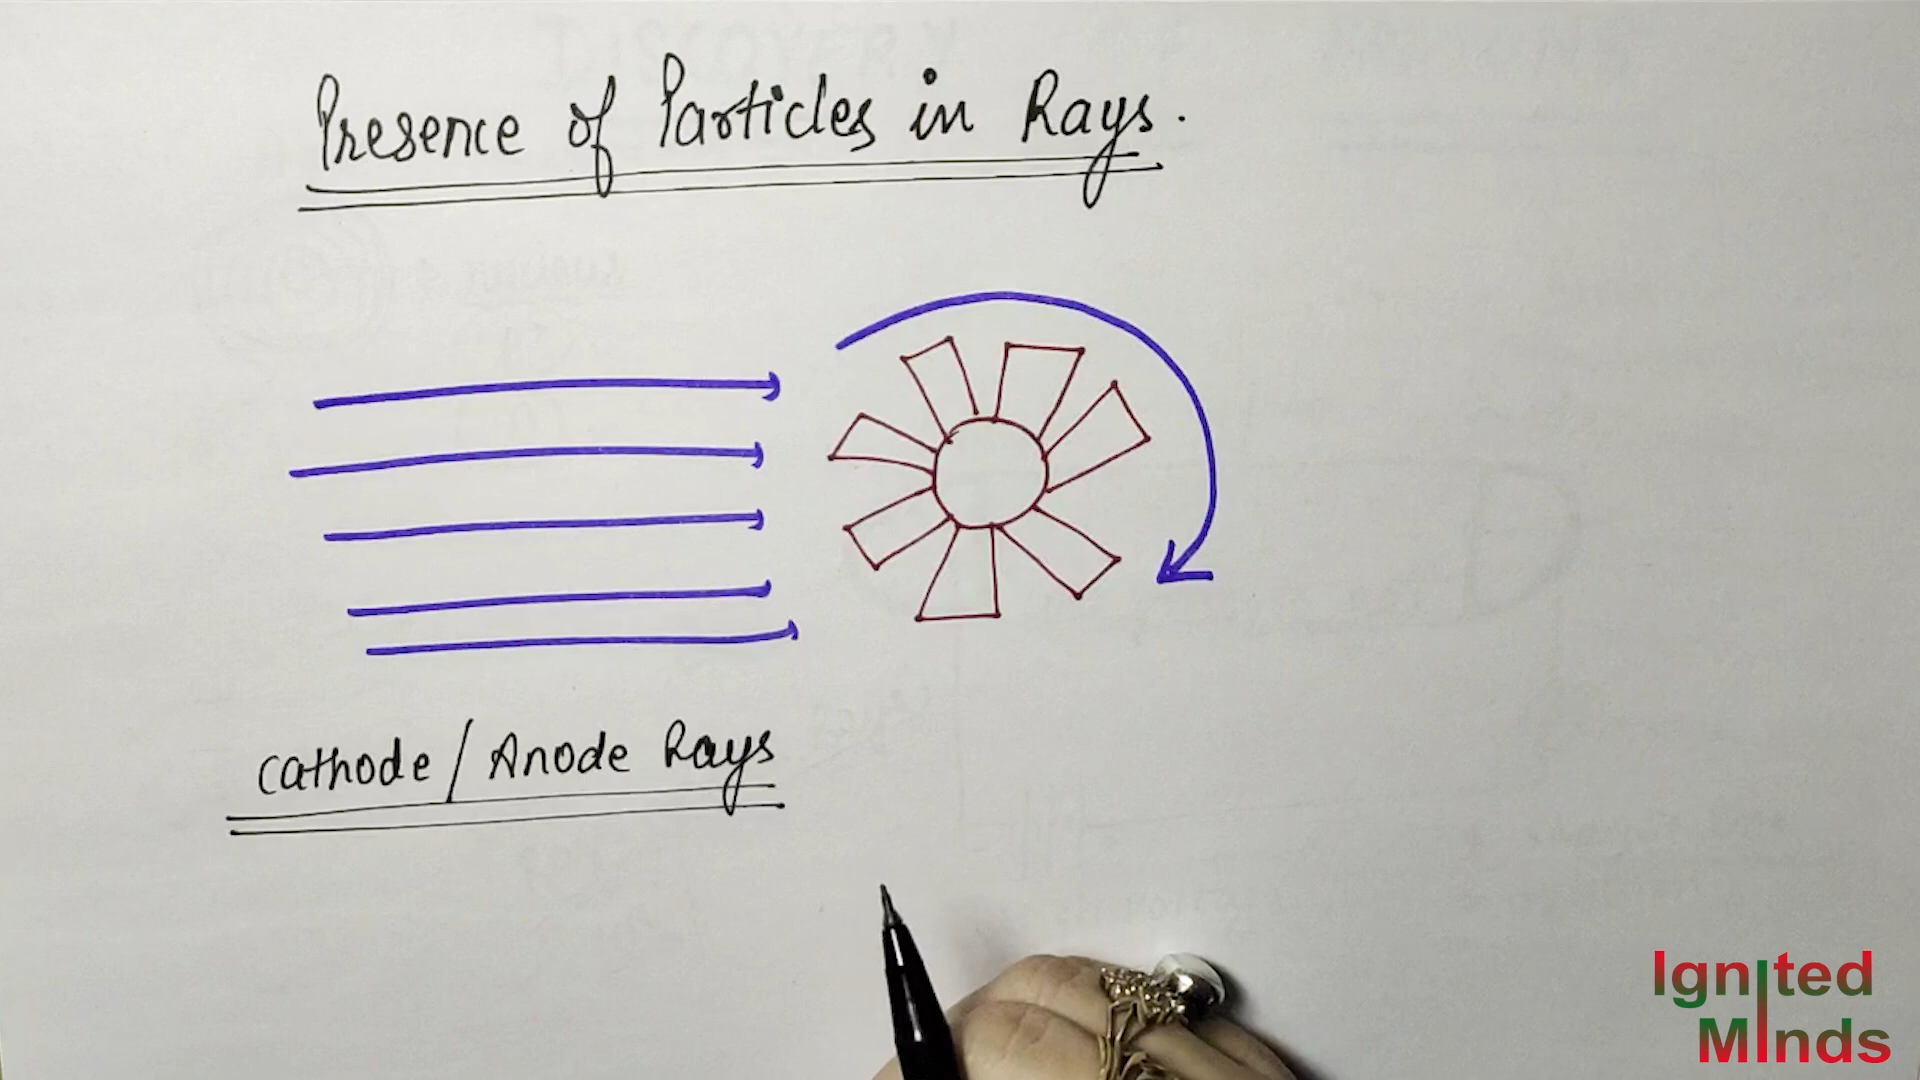 Presence of Particles in Rays.
Cathode / Anode Rays
Ignited
Minds